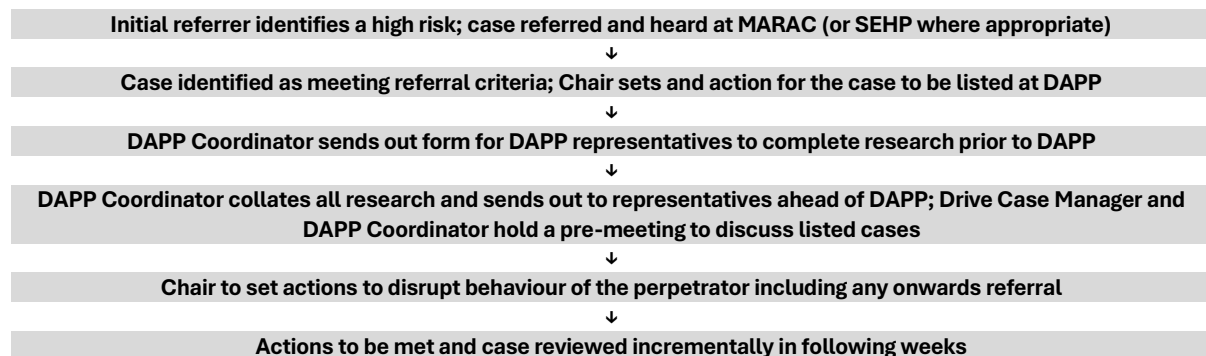 Initial referrer identifies a high risk; case referred and heard at MARAC (or SEHP where appropriate)
↓
Case identified as meeting referral criteria; Chair sets and action for the case to be listed at DAPP
↓
DAPP Coordinator sends out form for DAPP representatives to complete research prior to DAPP
↓
DAPP Coordinator collates all research and sends out to representatives ahead of DAPP; Drive Case Manager and
DAPP Coordinator hold a pre-meeting to discuss listed cases
↓
Chair to set actions to disrupt behaviour of the perpetrator including any onwards referral
↓
Actions to be met and case reviewed incrementally in following weeks